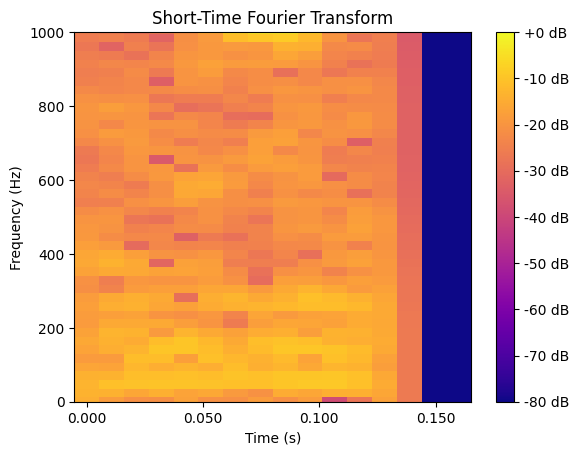 Short-Time Fourier Transform
1000
800
600
400
200
0
Frequency (Hz)
0.000
0.050
0.100
0.150
Time (s)
+0 dB
-10 dB
-20 dB
-30 dB
-40 dB
-50 dB
-60 dB
-70 dB
-80 dB